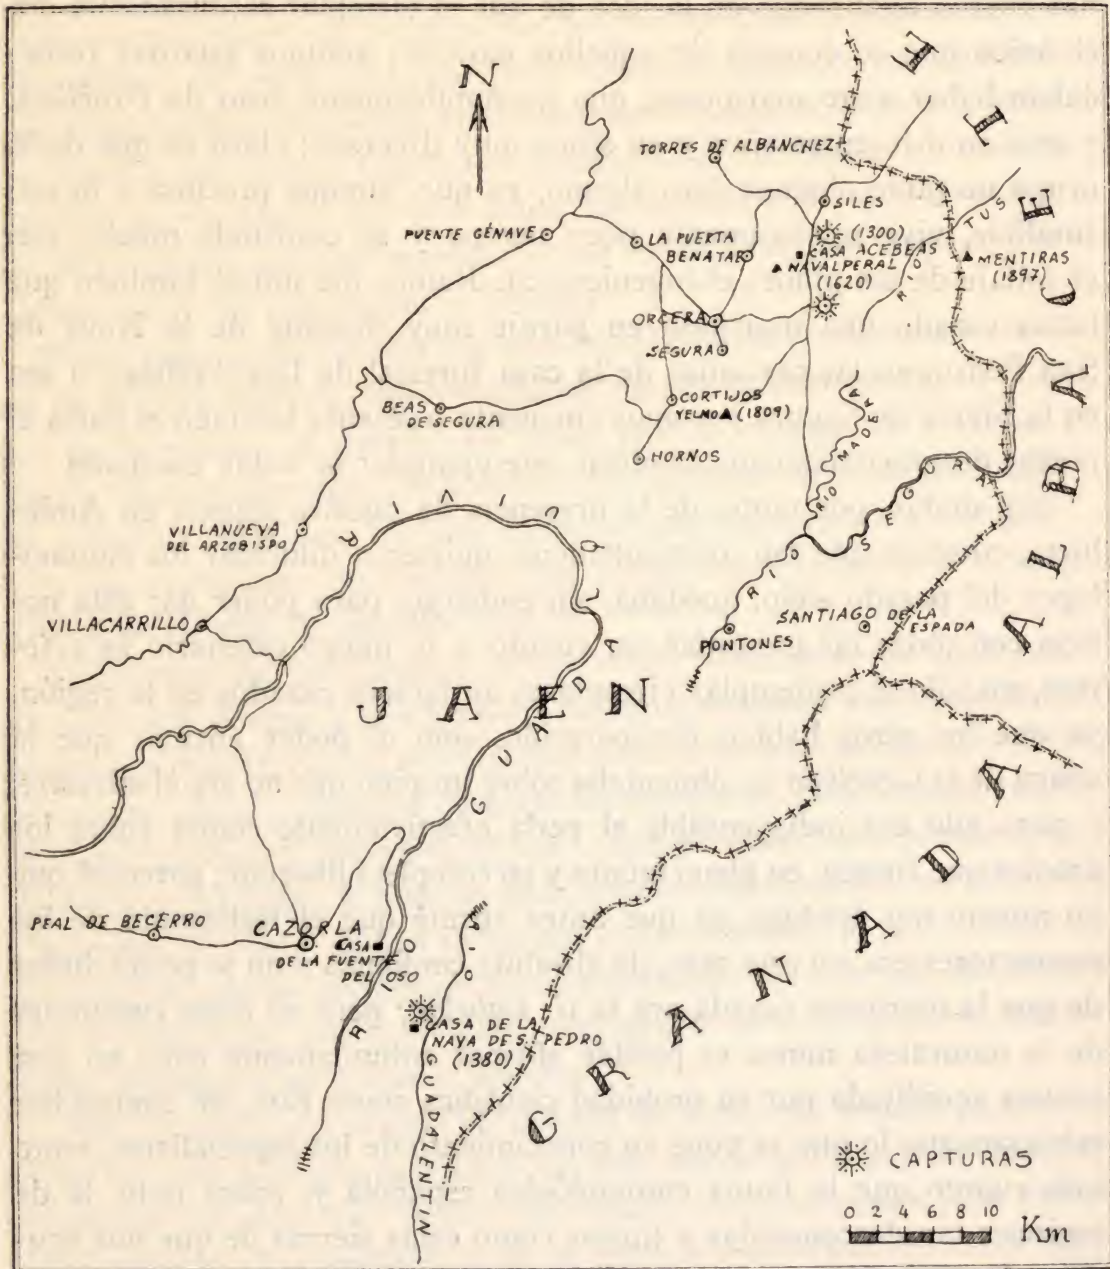 N
TORRES DE ALBANCHEZ
SILES
PUENTE GÉNAVE
LA PUERTA
BENATAE
(1300)
CASA ACEBEAS
NAVALPERAL
(1620)
RIO TUS
MENTIRAS
(1897)
ORCERA
SEGURA
BEAS
DE SEGURA
CORTIJOS
YELMO (1809)
HORNOS
RIO MADERA
RIO SEGURA
VILLANUEVA
DEL ARZOBISPO
VILLACARRILLO
PONTONES
SANTIAGO DE LA
ESPADA
JAEN
RIO GUADALQUIVIR
ALBACETE
GRANADA
PEAL DE BECERRO
CAZORLA
CASA
DE LA FUENTE
DEL OSO
CASA DE LA
NAVA DE S. PEDRO
(1380)
RIO GUADALENTIN
CAPTURAS
0 2 4 6 8 10
Km